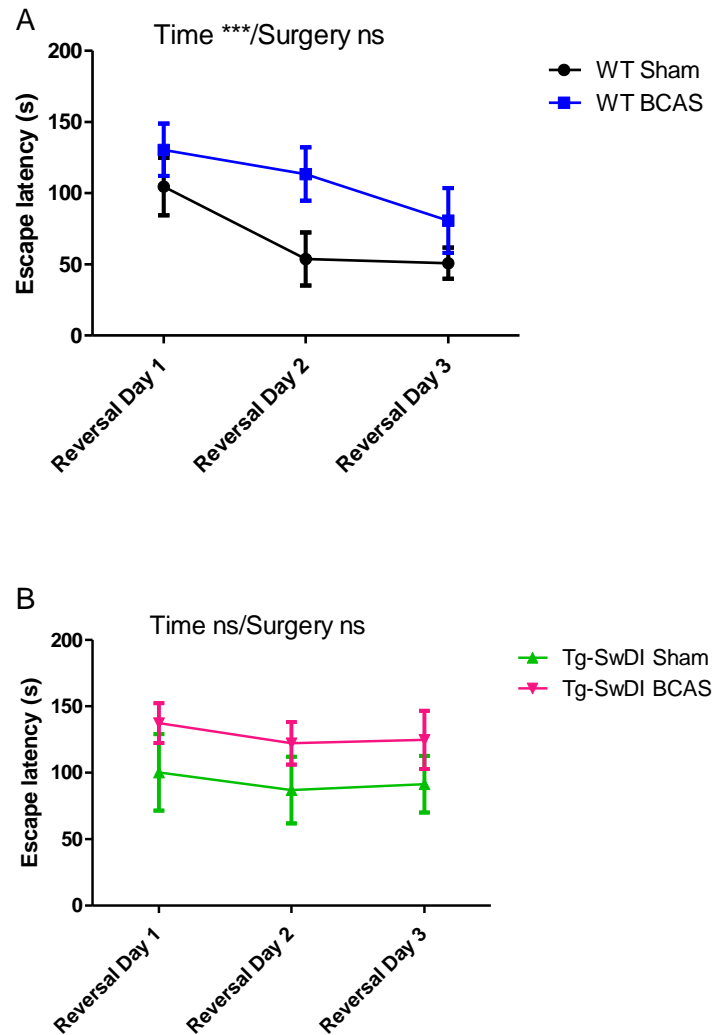 A
Time ***/Surgery ns
200
150
100
50
0
Escape latency (s)
Reversal Day 1
Reversal Day 2
Reversal Day 3
WT Sham
WT BCAS
B
Time ns/Surgery ns
200
150
100
50
0
Escape latency (s)
Reversal Day 1
Reversal Day 2
Reversal Day 3
Tg-SwDI Sham
Tg-SwDI BCAS